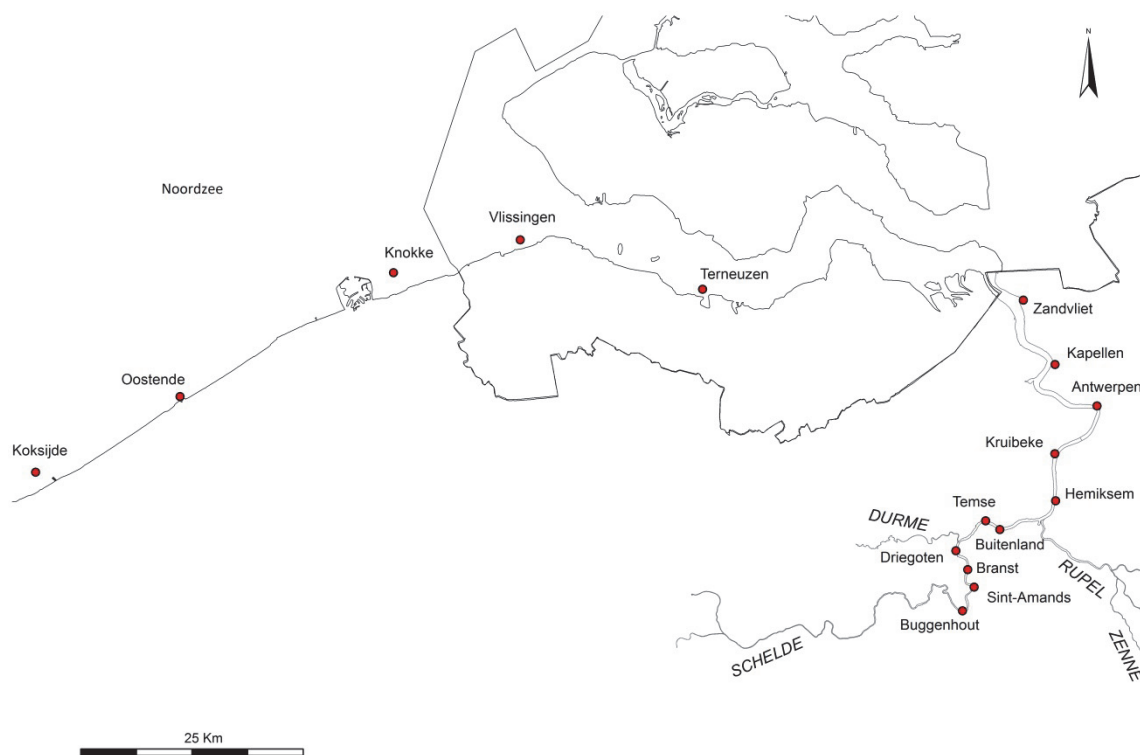 N
Noordzee
Vlissingen
Knokke
Terneuzen
Zandvliet
Kapellen
Oostende
Antwerpen
Koksijde
Kruibeke
Hemiksem
Temse
DURME
Buitenland
Driegoten
Branst
RUPEL
Sint-Amands
Buggenhout
SCHELDE
ZENNE
25 Km